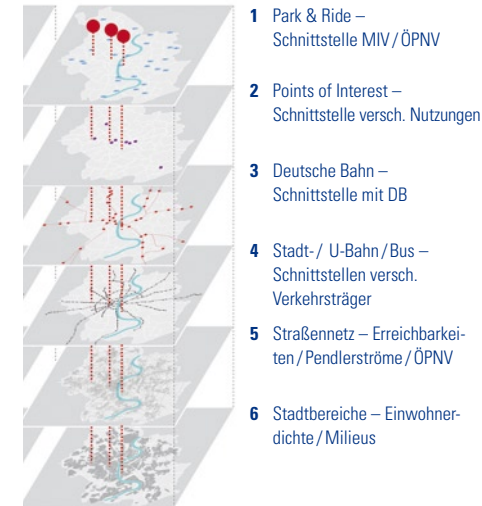 1 Park & Ride –
Schnittstelle MIV / ÖPNV
2 Points of Interest –
Schnittstelle versch. Nutzungen
3 Deutsche Bahn –
Schnittstelle mit DB
4 Stadt- / U-Bahn / Bus –
Schnittstellen versch.
Verkehrsträger
5 Straßennetz – Erreichbarkei-
ten / Pendlerströme / ÖPNV
6 Stadtbereiche – Einwohner-
dichte / Milieus